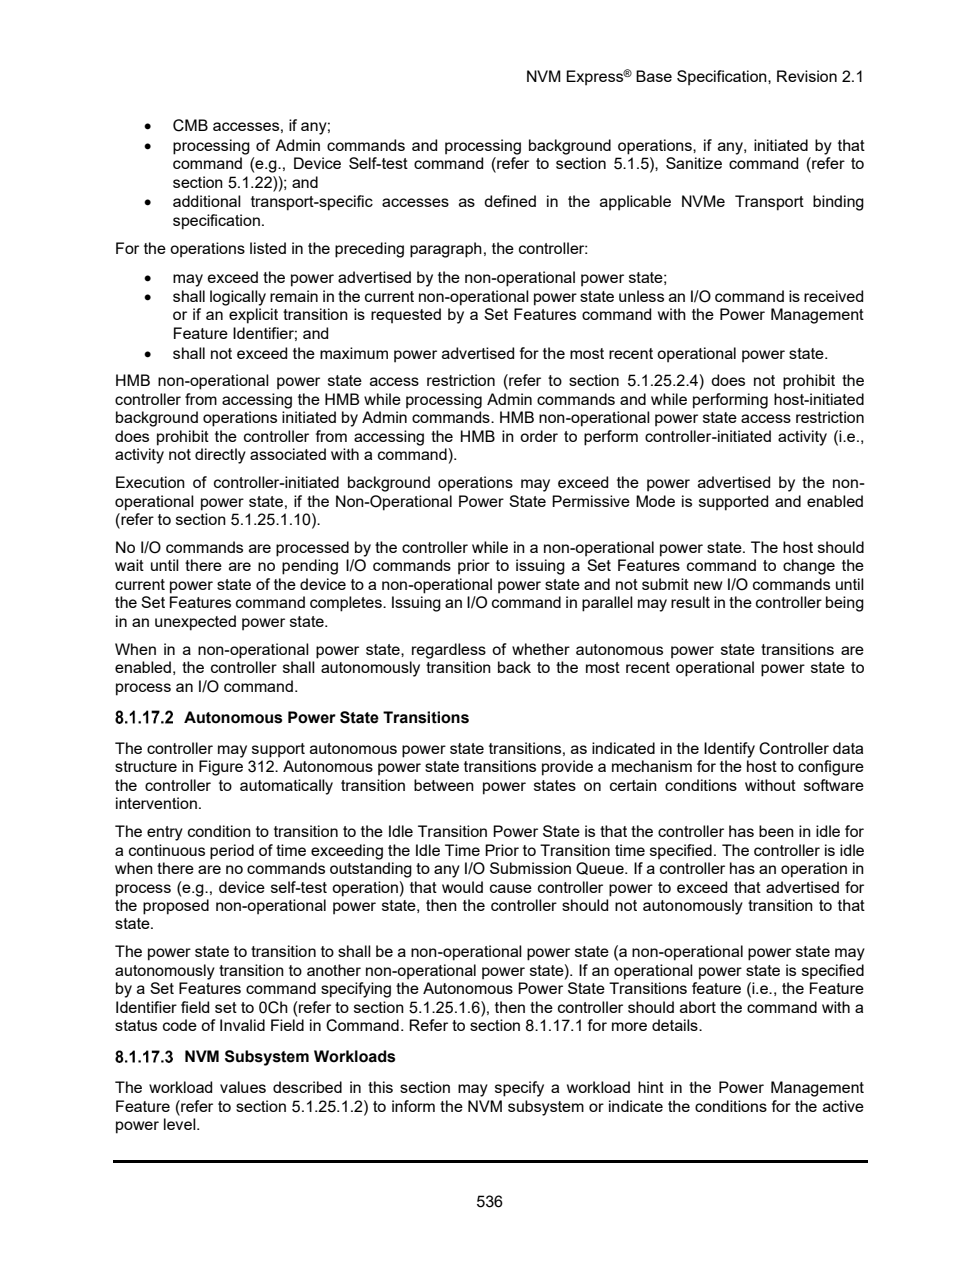 NVM Express® Base Specification, Revision 2.1
• CMB accesses, if any;
• processing of Admin commands and processing background operations, if any, initiated by that
command (e.g., Device Self-test command (refer to section 5.1.5), Sanitize command (refer to
section 5.1.22)); and
• additional transport-specific accesses as defined in the applicable NVMe Transport binding
specification.
For the operations listed in the preceding paragraph, the controller:
• may exceed the power advertised by the non-operational power state;
• shall logically remain in the current non-operational power state unless an I/O command is received
or if an explicit transition is requested by a Set Features command with the Power Management
Feature Identifier; and
• shall not exceed the maximum power advertised for the most recent operational power state.
HMB non-operational power state access restriction (refer to section 5.1.25.2.4) does not prohibit the
controller from accessing the HMB while processing Admin commands and while performing host-initiated
background operations initiated by Admin commands. HMB non-operational power state access restriction
does prohibit the controller from accessing the HMB in order to perform controller-initiated activity (i.e.,
activity not directly associated with a command).
Execution of controller-initiated background operations may exceed the power advertised by the non-
operational power state, if the Non-Operational Power State Permissive Mode is supported and enabled
(refer to section 5.1.25.1.10).
No I/O commands are processed by the controller while in a non-operational power state. The host should
wait until there are no pending I/O commands prior to issuing a Set Features command to change the
current power state of the device to a non-operational power state and not submit new I/O commands until
the Set Features command completes. Issuing an I/O command in parallel may result in the controller being
in an unexpected power state.
When in a non-operational power state, regardless of whether autonomous power state transitions are
enabled, the controller shall autonomously transition back to the most recent operational power state to
process an I/O command.
8.1.17.2 Autonomous Power State Transitions
The controller may support autonomous power state transitions, as indicated in the Identify Controller data
structure in Figure 312. Autonomous power state transitions provide a mechanism for the host to configure
the controller to automatically transition between power states on certain conditions without software
intervention.
The entry condition to transition to the Idle Transition Power State is that the controller has been in idle for
a continuous period of time exceeding the Idle Time Prior to Transition time specified. The controller is idle
when there are no commands outstanding to any I/O Submission Queue. If a controller has an operation in
process (e.g., device self-test operation) that would cause controller power to exceed that advertised for
the proposed non-operational power state, then the controller should not autonomously transition to that
state.
The power state to transition to shall be a non-operational power state (a non-operational power state may
autonomously transition to another non-operational power state). If an operational power state is specified
by a Set Features command specifying the Autonomous Power State Transitions feature (i.e., the Feature
Identifier field set to 0Ch (refer to section 5.1.25.1.6), then the controller should abort the command with a
status code of Invalid Field in Command. Refer to section 8.1.17.1 for more details.
8.1.17.3 NVM Subsystem Workloads
The workload values described in this section may specify a workload hint in the Power Management
Feature (refer to section 5.1.25.1.2) to inform the NVM subsystem or indicate the conditions for the active
power level.
536